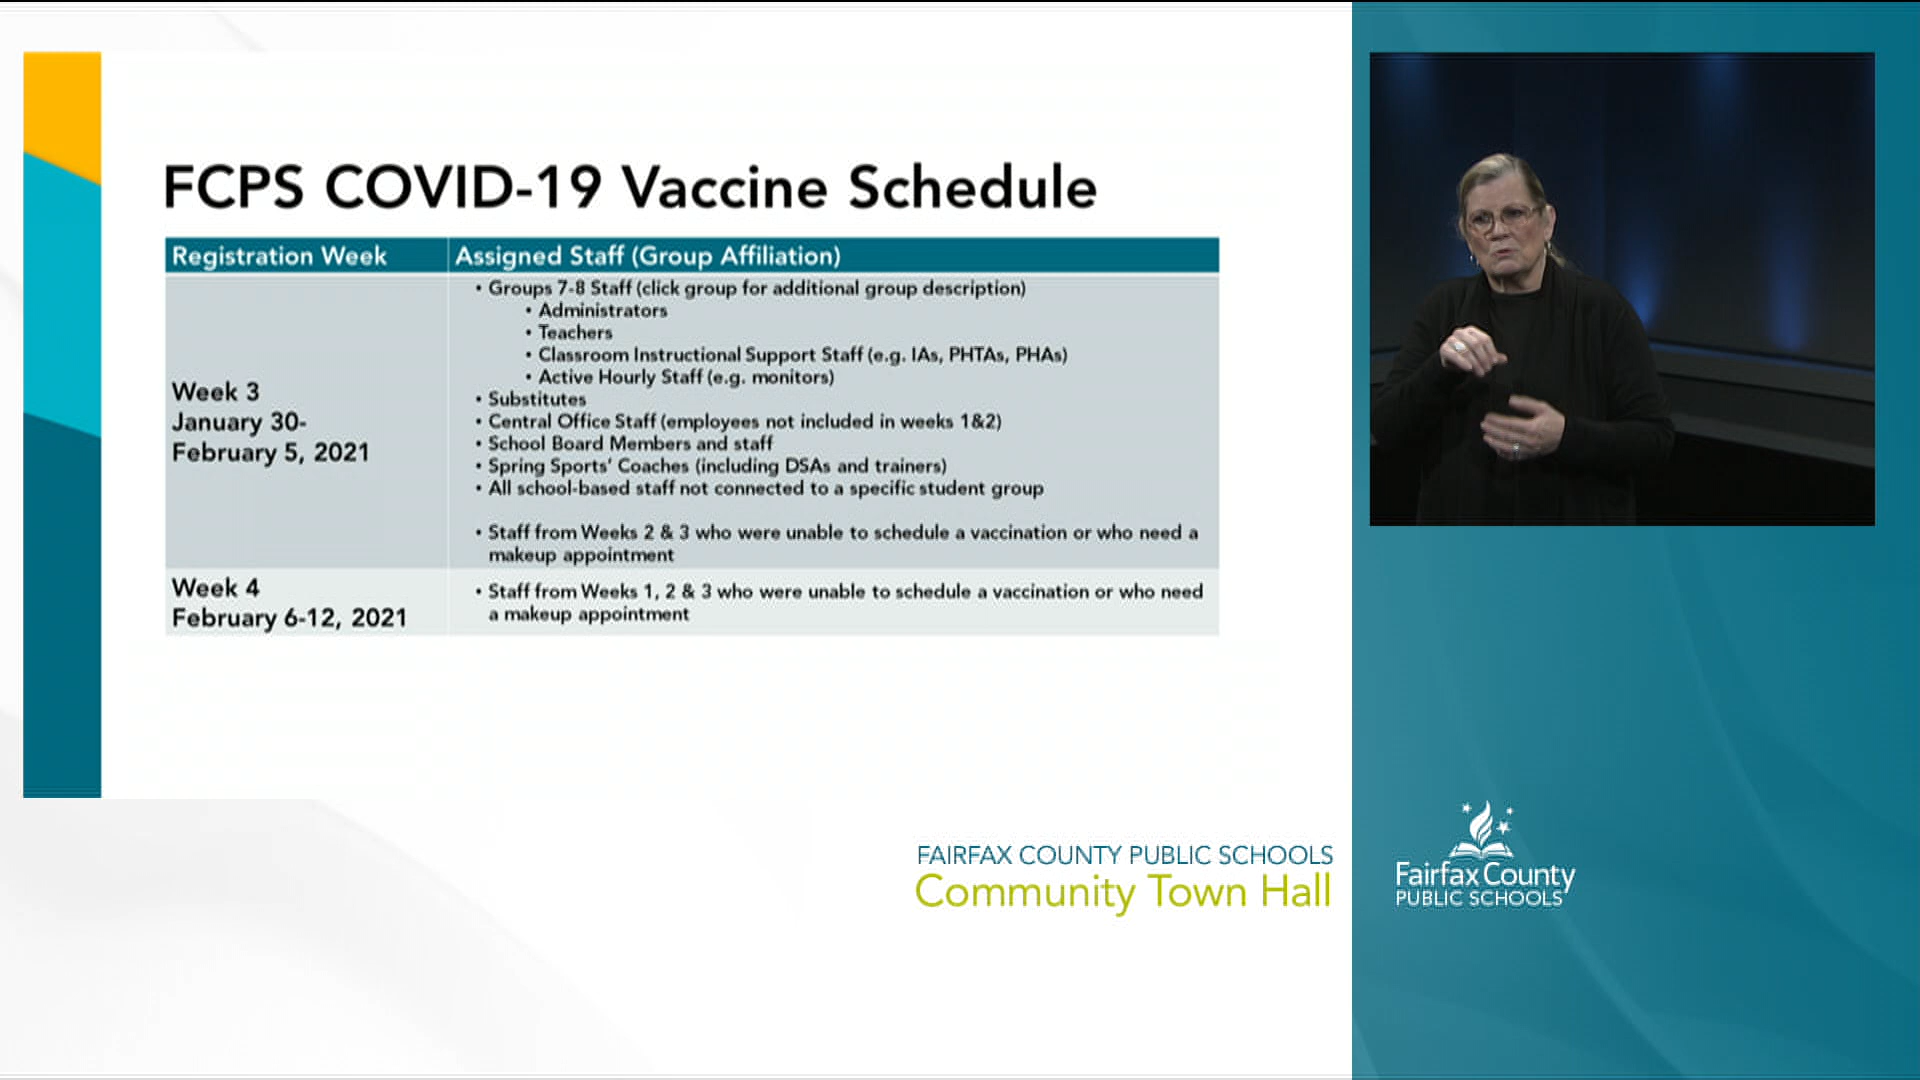 FCPS COVID-19 Vaccine Schedule
Registration Week
Assigned Staff (Group Affiliation)
Week 3
January 30-
February 5, 2021
• Groups 7-8 Staff (click group for additional group description)
• Administrators
• Teachers
• Classroom Instructional Support Staff (e.g. IAs, PHTAs, PHAs)
• Active Hourly Staff (e.g. monitors)
• Substitutes
• Central Office Staff (employees not included in weeks 1&2)
• School Board Members and staff
• Spring Sports' Coaches (including DSAs and trainers)
• All school-based staff not connected to a specific student group
• Staff from Weeks 2 & 3 who were unable to schedule a vaccination or who need a
makeup appointment
Week 4
February 6-12, 2021
• Staff from Weeks 1, 2 & 3 who were unable to schedule a vaccination or who need
a makeup appointment
FAIRFAX COUNTY PUBLIC SCHOOLS
Community Town Hall
Fairfax County
PUBLIC SCHOOLS